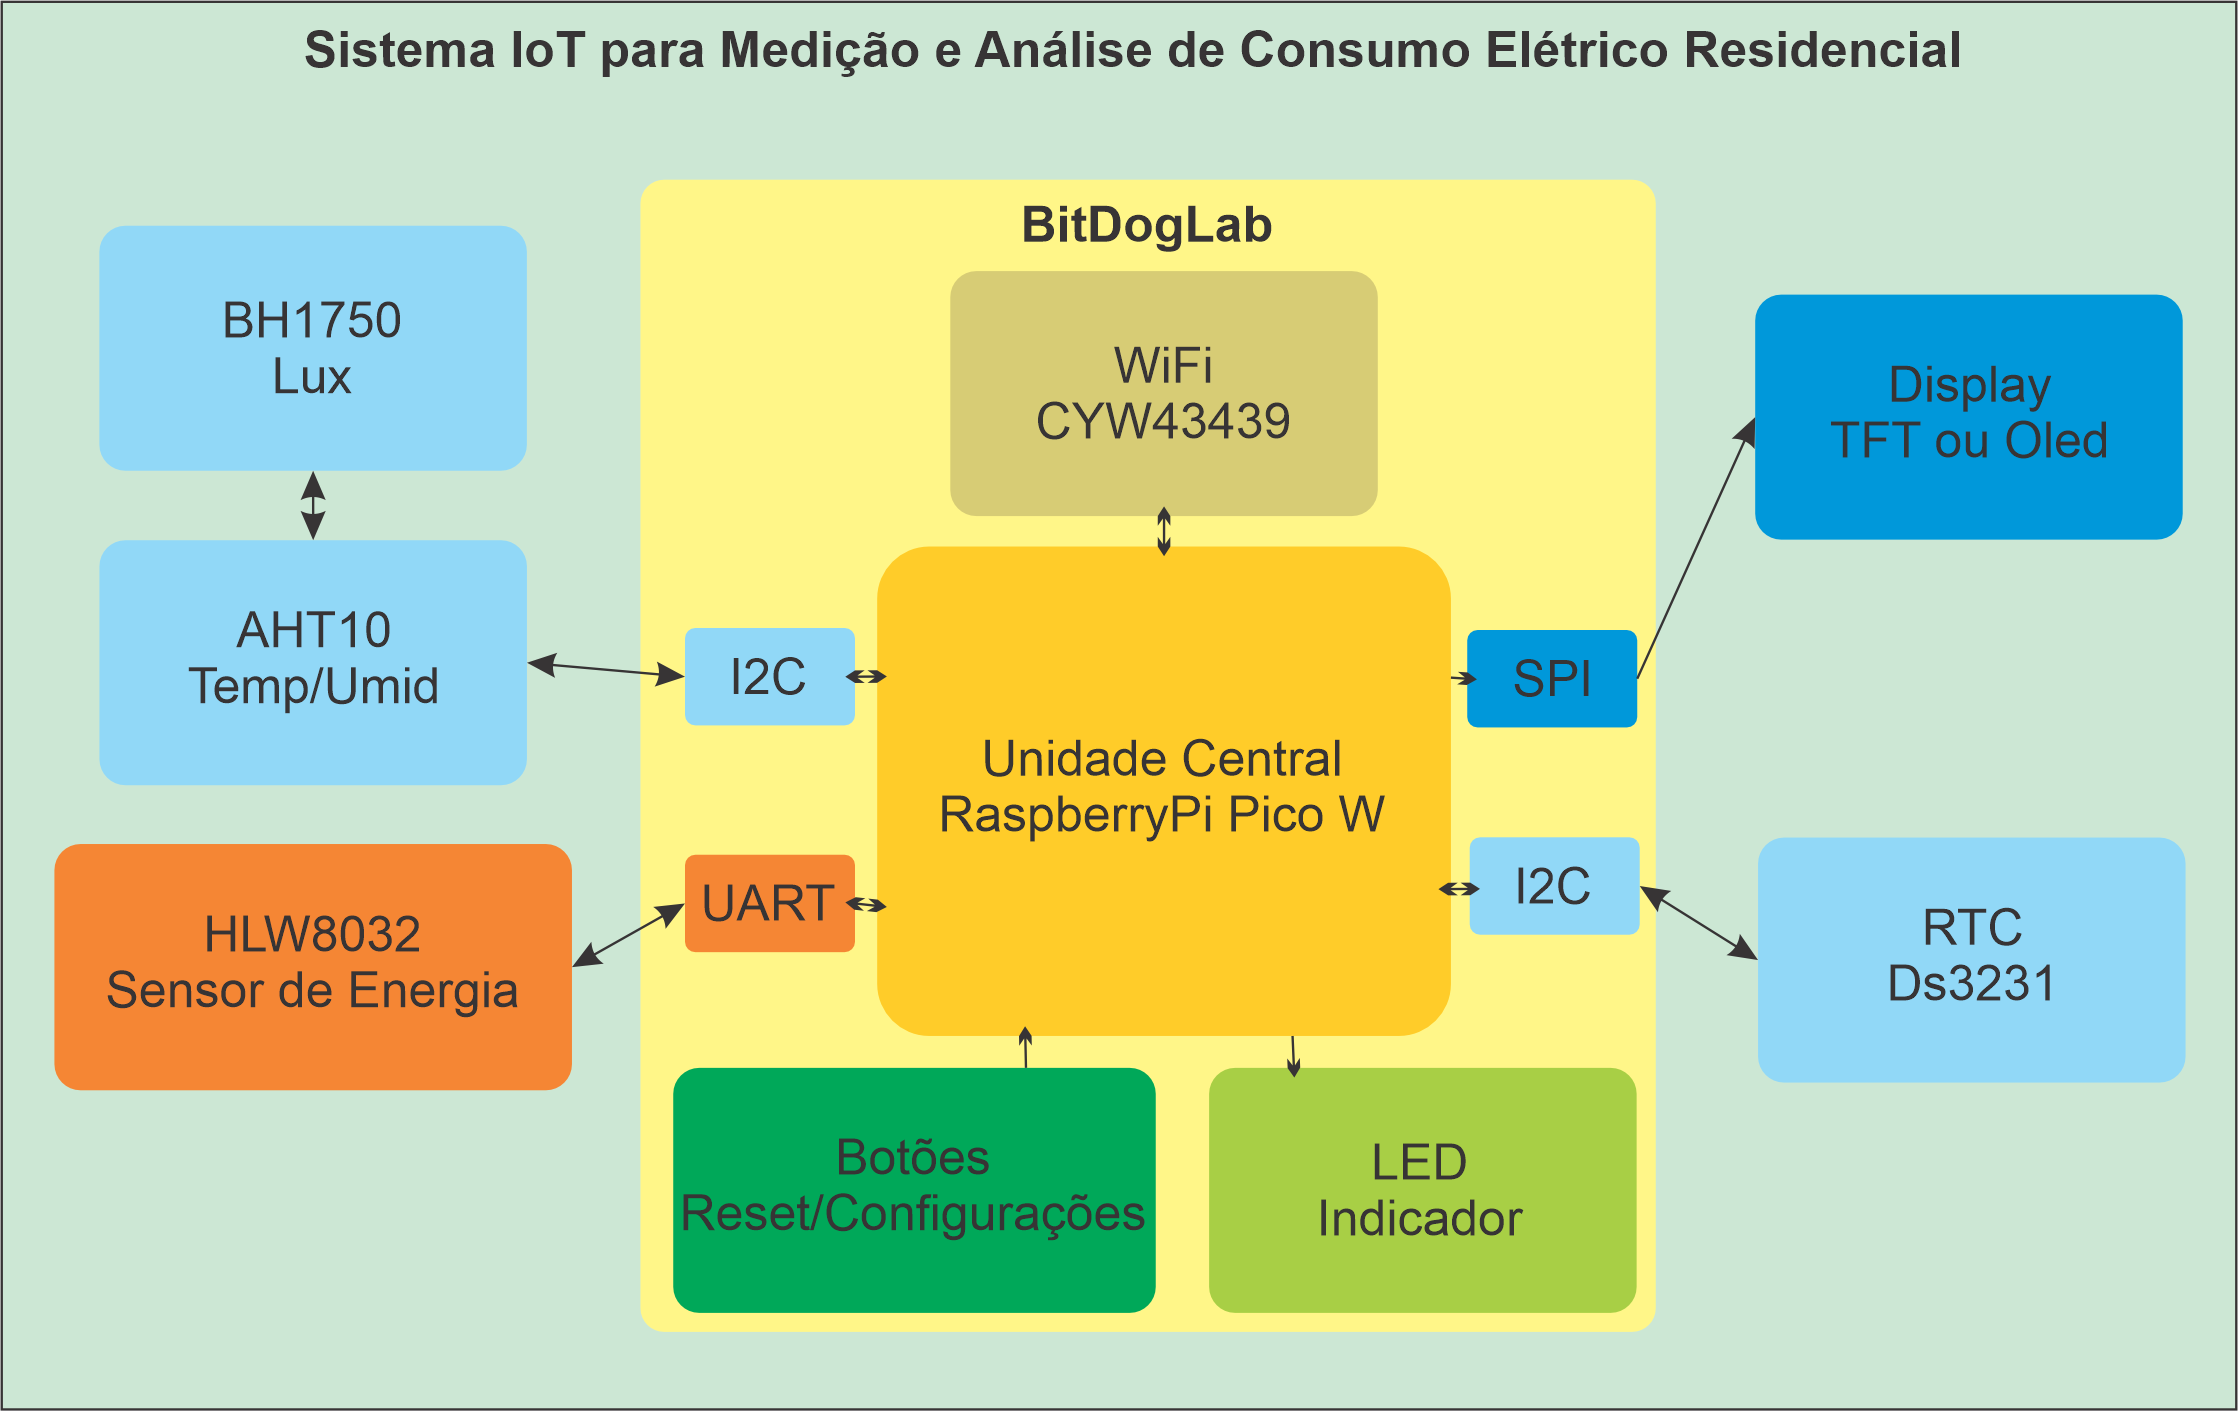 Sistema IoT para Medição e Análise de Consumo Elétrico Residencial
BitDogLab
BH1750
Lux
WiFi
CYW43439
Display
TFT ou Oled
AHT10
Temp/Umid
I2C
SPI
Unidade Central
RaspberryPi Pico W
UART
I2C
HLW8032
Sensor de Energia
RTC
Ds3231
Botões
Reset/Configurações
LED
Indicador